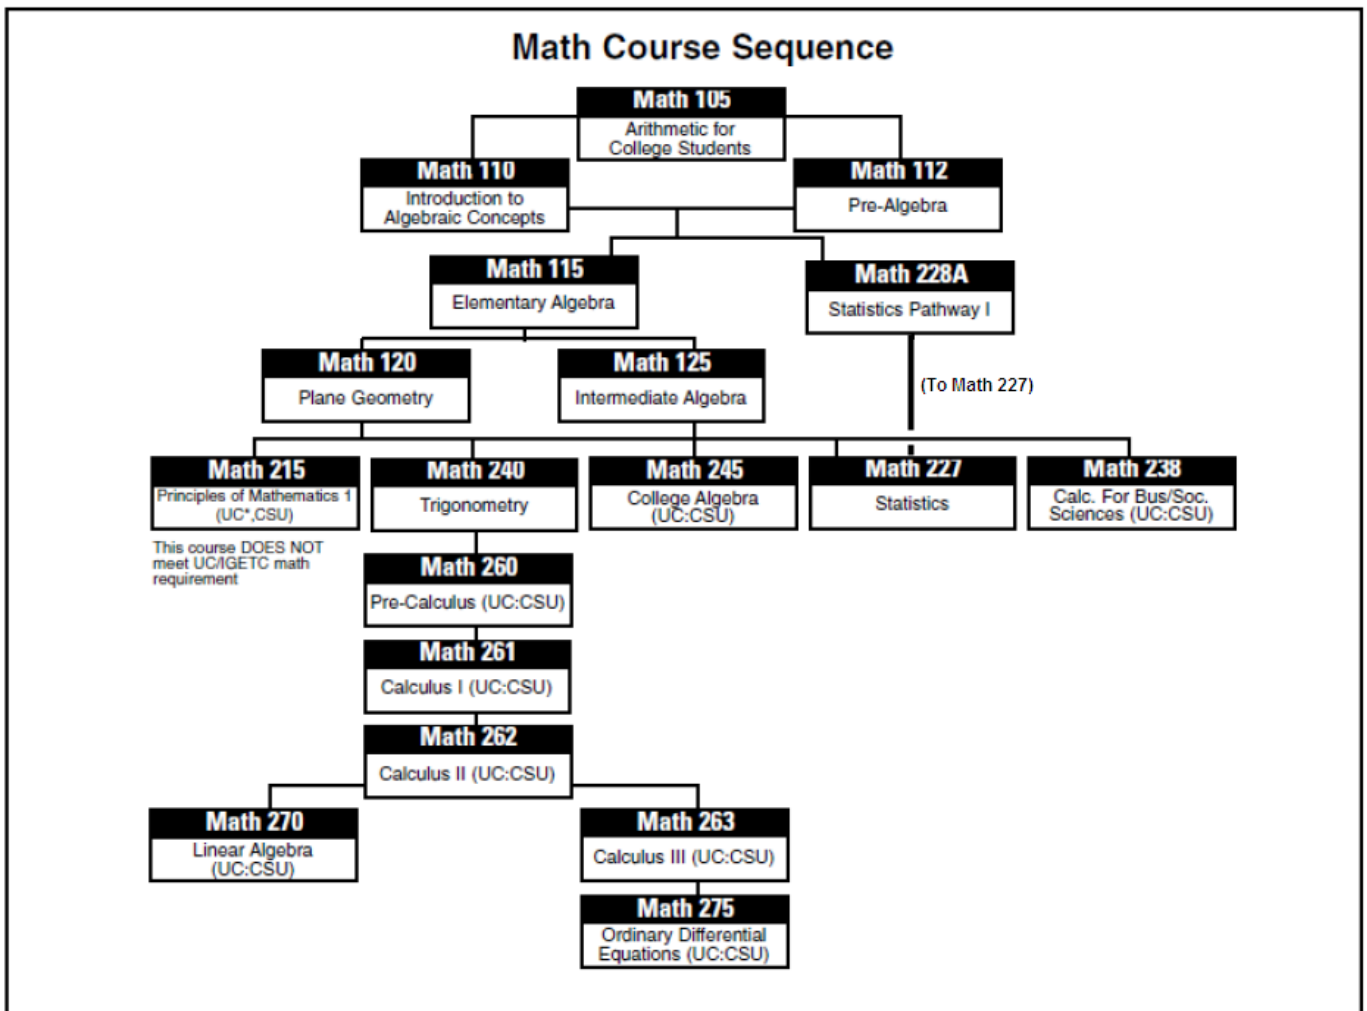 Math Course Sequence
Math 105
Arithmetic for
College Students
Math 110
Introduction to
Algebraic Concepts
Math 112
Pre-Algebra
Math 115
Elementary Algebra
Math 228A
Statistics Pathway I
(To Math 227)
Math 120
Plane Geometry
Math 125
Intermediate Algebra
Math 215
Principles of Mathematics 1
(UC*,CSU)
This course DOES NOT
meet UC/IGETC math
requirement
Math 240
Trigonometry
Math 245
College Algebra
(UC:CSU)
Math 227
Statistics
Math 238
Calc. For Bus/Soc.
Sciences (UC:CSU)
Math 260
Pre-Calculus (UC:CSU)
Math 261
Calculus I (UC:CSU)
Math 262
Calculus II (UC:CSU)
Math 270
Linear Algebra
(UC:CSU)
Math 263
Calculus III (UC:CSU)
Math 275
Ordinary Differential
Equations (UC:CSU)